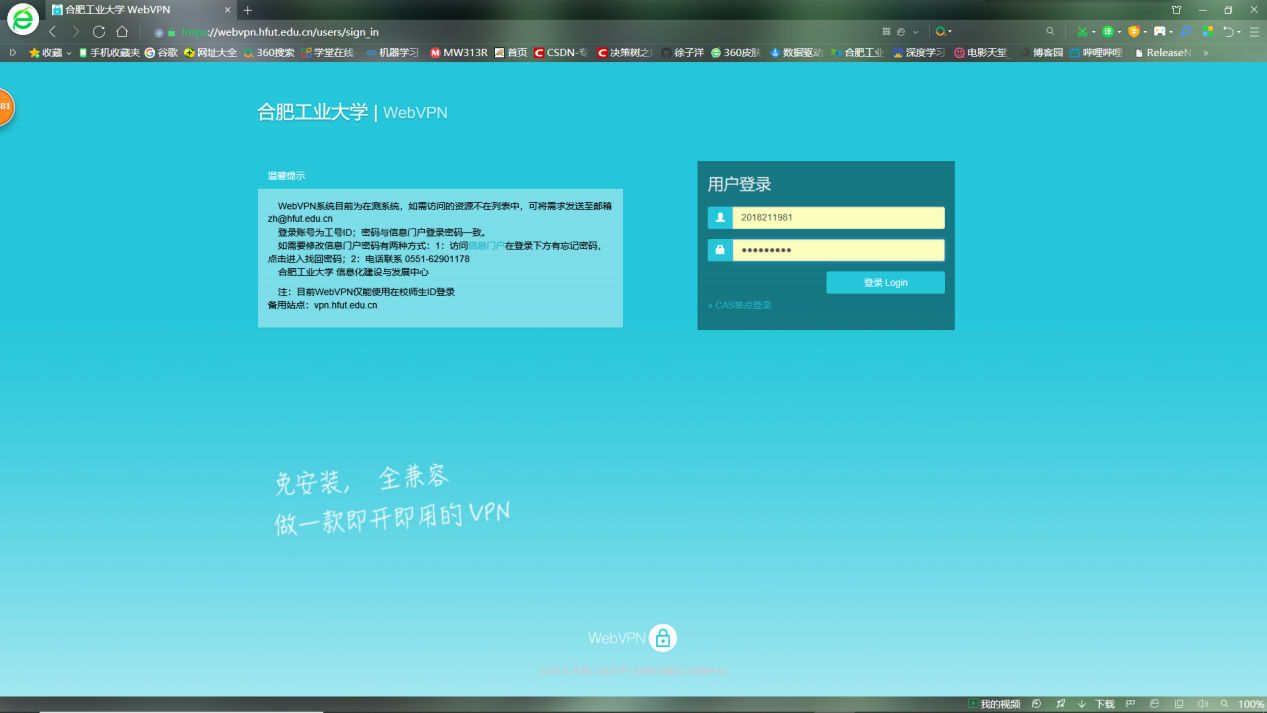 合肥工业大学 WebVPN
https://webvpn.hfut.edu.cn/users/sign_in
收藏 手机收藏夹 谷歌 网址大全 360搜索 学堂在线 机器学习 MW313R 首页 CSDN-专 决策树之 徐子洋 360皮肤 数据驱动 合肥工业 深度学习 电影天堂_ 博客园 哔哩哔哩 ReleaseN »
81
合肥工业大学 | WebVPN
温馨提示
WebVPN系统目前为在测系统，如需访问的资源不在列表中，可将需求发送至邮箱
zh@hfut.edu.cn
登录账号为工号ID；密码与信息门户登录密码一致。
如需要修改信息门户密码有两种方式：1：访问信息门户在登录下方有忘记密码，
点击进入找回密码；2：电话联系 0551-62901178
合肥工业大学 信息化建设与发展中心
注：目前WebVPN仅能使用在校师生ID登录
备用站点：vpn.hfut.edu.cn
用户登录
2018211981
•••••••••
登录 Login
» CAS单点登录
免安装， 全兼容
做一款即开即用的 VPN
WebVPN
我的视频 下载 100%